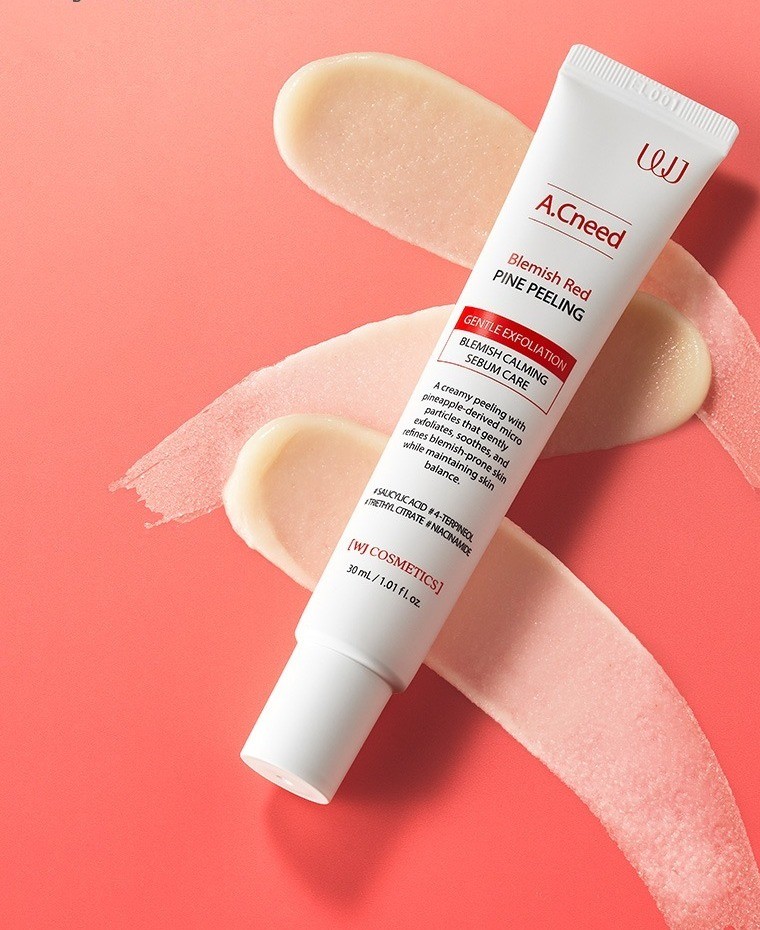 WJ
A.Cneed
Blemish Red
PINE PEELING
GENTLE EXFOLIATION
BLEMISH CALMING
SEBUM CARE
A creamy peeling with
pineapple-derived micro
particles that gently
exfoliates, soothes, and
refines blemish-prone skin
while maintaining skin
balance.
# SALICYLIC ACID # 4-TERPINEOL
# TRIETHYL CITRATE # NIACINAMIDE
[WJ COSMETICS]
30 mL / 1.01 fl. oz.